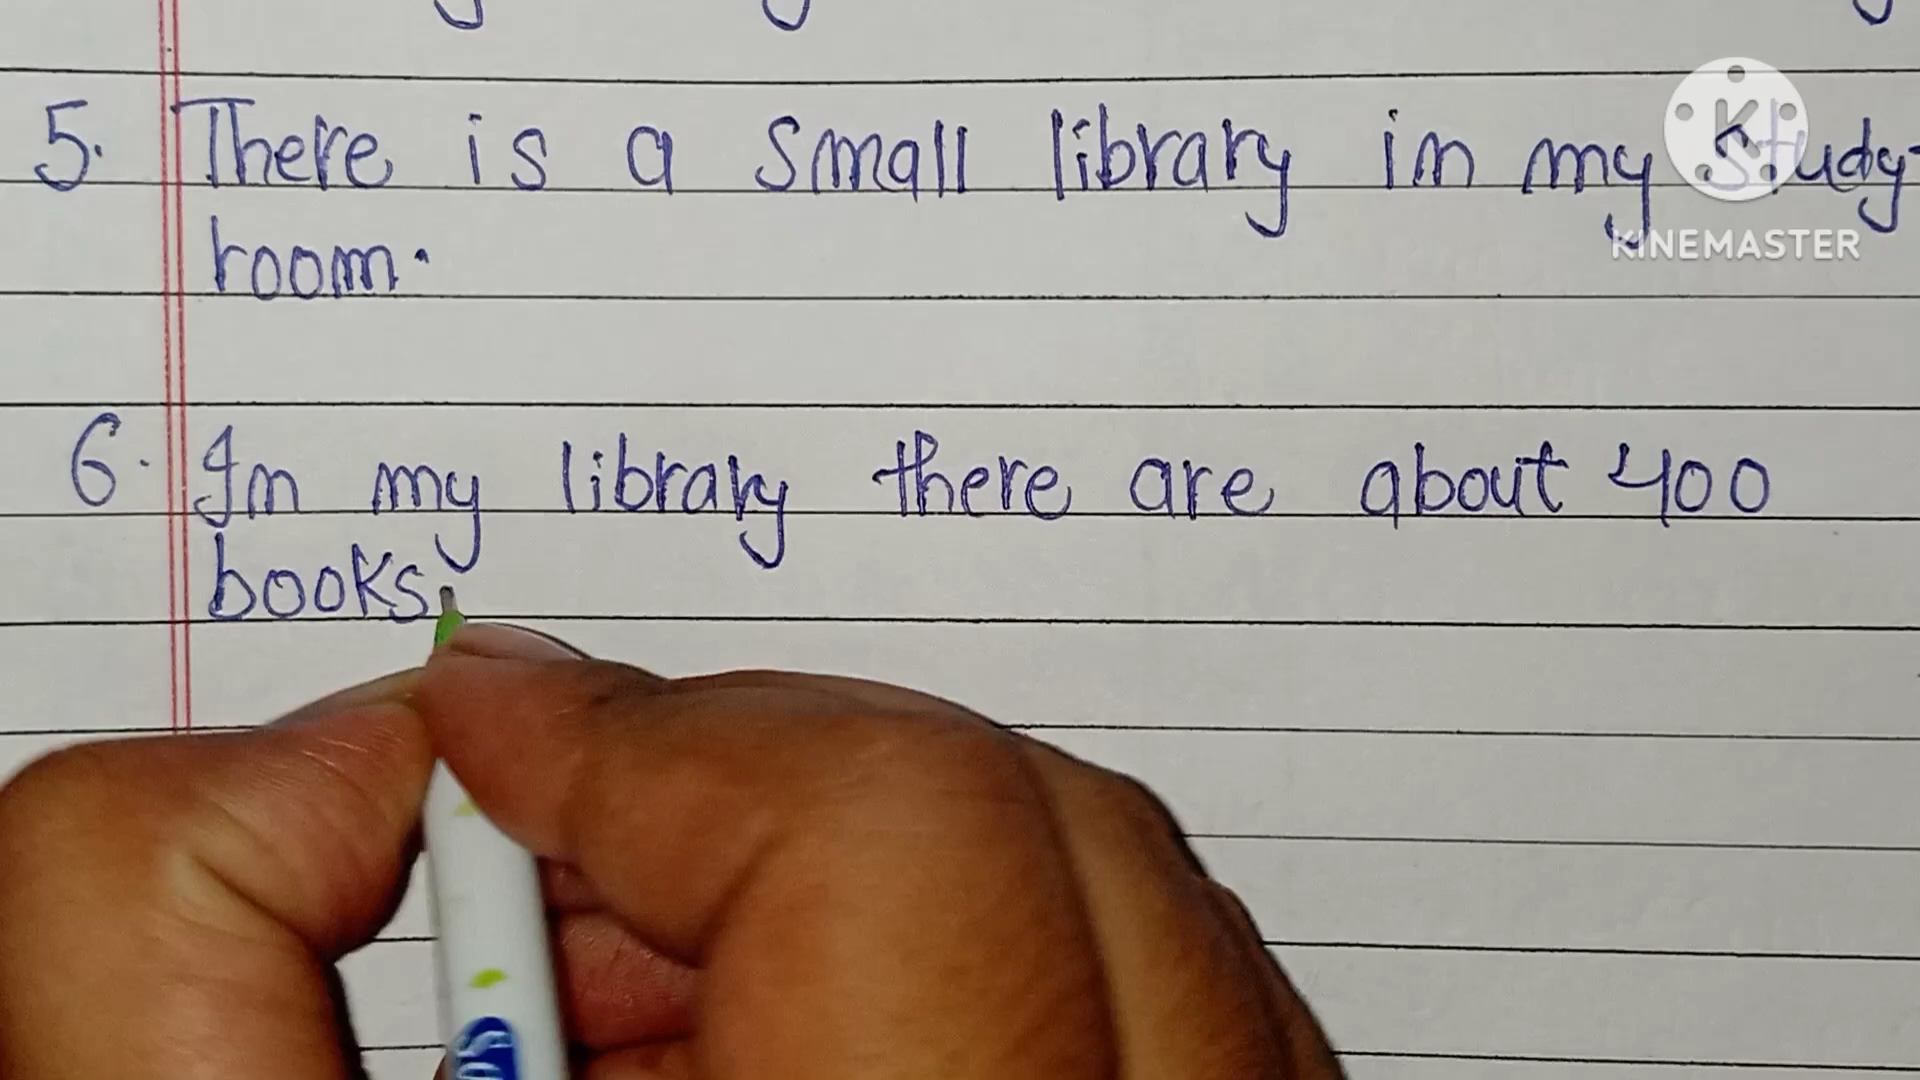 5. There is a small library in my study-
room.
6. In my library there are about 400
books.
KINEMASTER